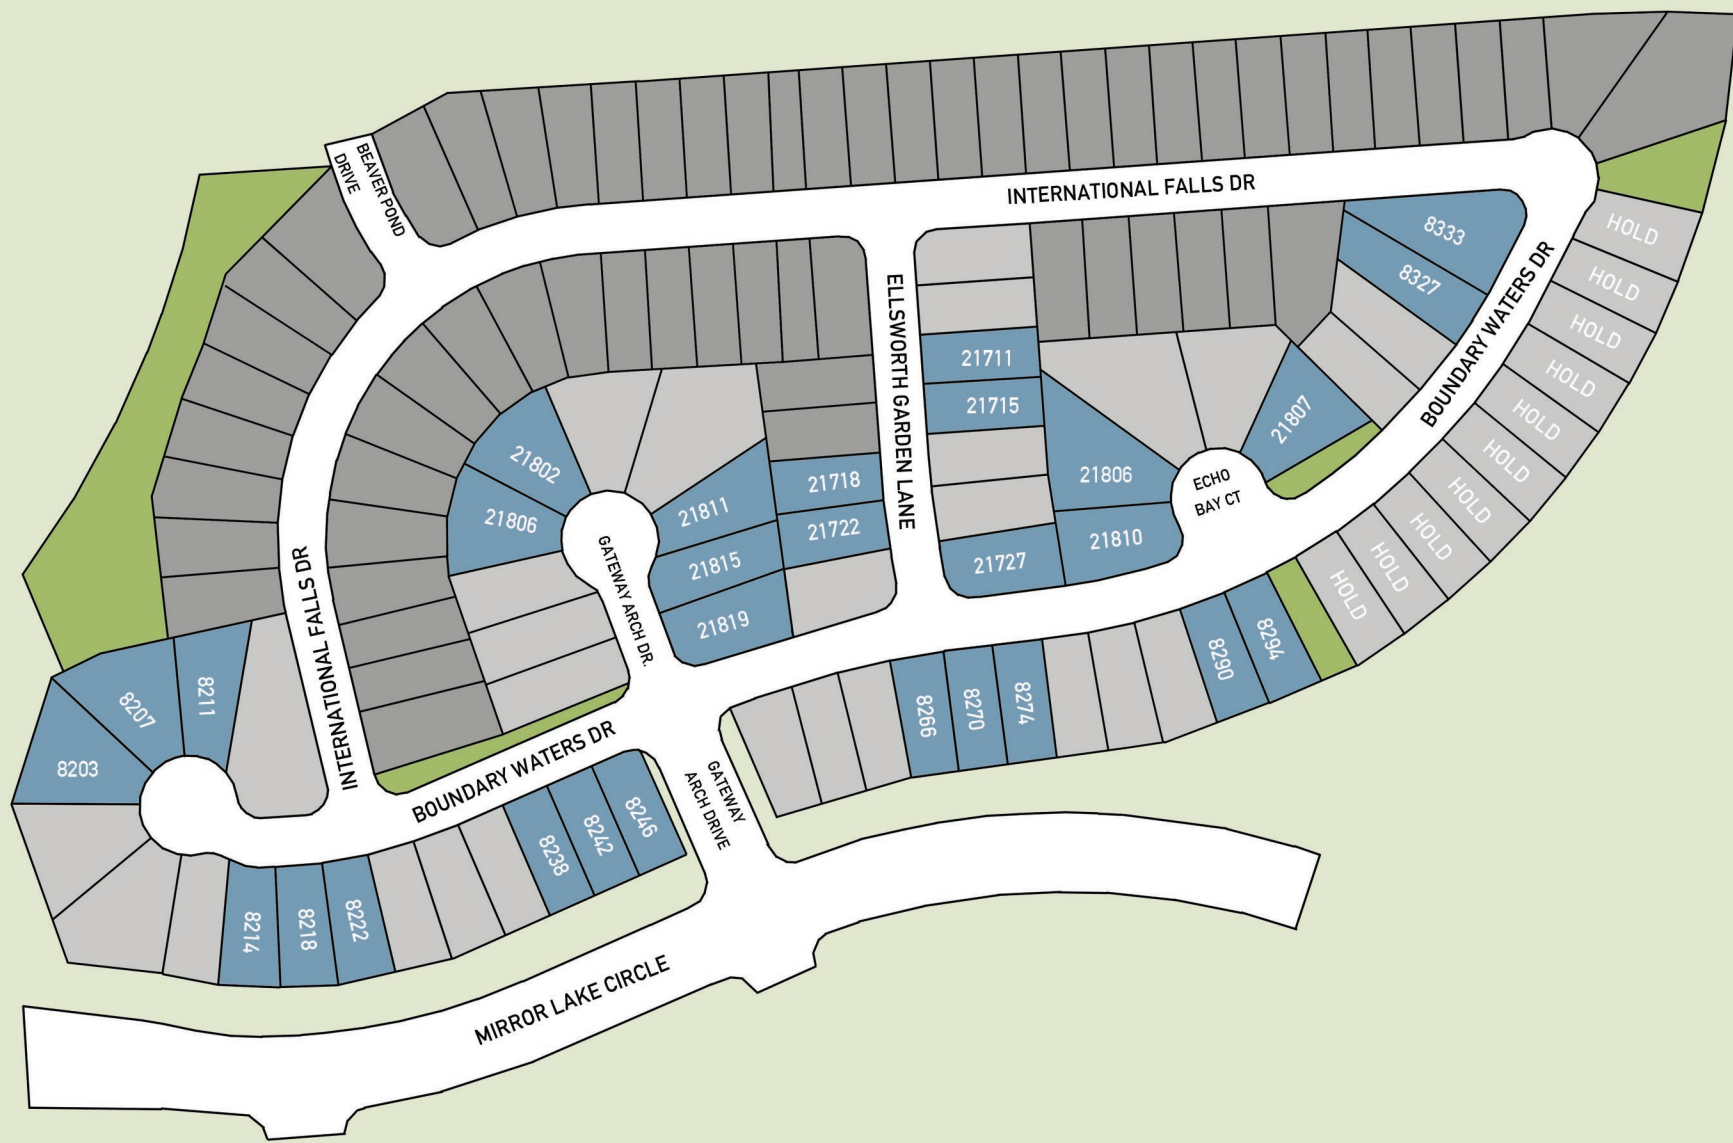 BEAVER POND
DRIVE
INTERNATIONAL FALLS DR
8333
8327
HOLD
HOLD
HOLD
HOLD
HOLD
HOLD
HOLD
HOLD
HOLD
HOLD
BOUNDARY WATERS DR
ELLSWORTH GARDEN LANE
21711
21715
21727
21806
21810
21807
ECHO
BAY CT
21802
21806
GATEWAY ARCH DR.
21811
21815
21819
21718
21722
INTERNATIONAL FALLS DR
8211
8207
8203
8290
8294
8266
8270
8274
BOUNDARY WATERS DR
GATEWAY
ARCH DRIVE
8238
8242
8246
8214
8218
8222
MIRROR LAKE CIRCLE